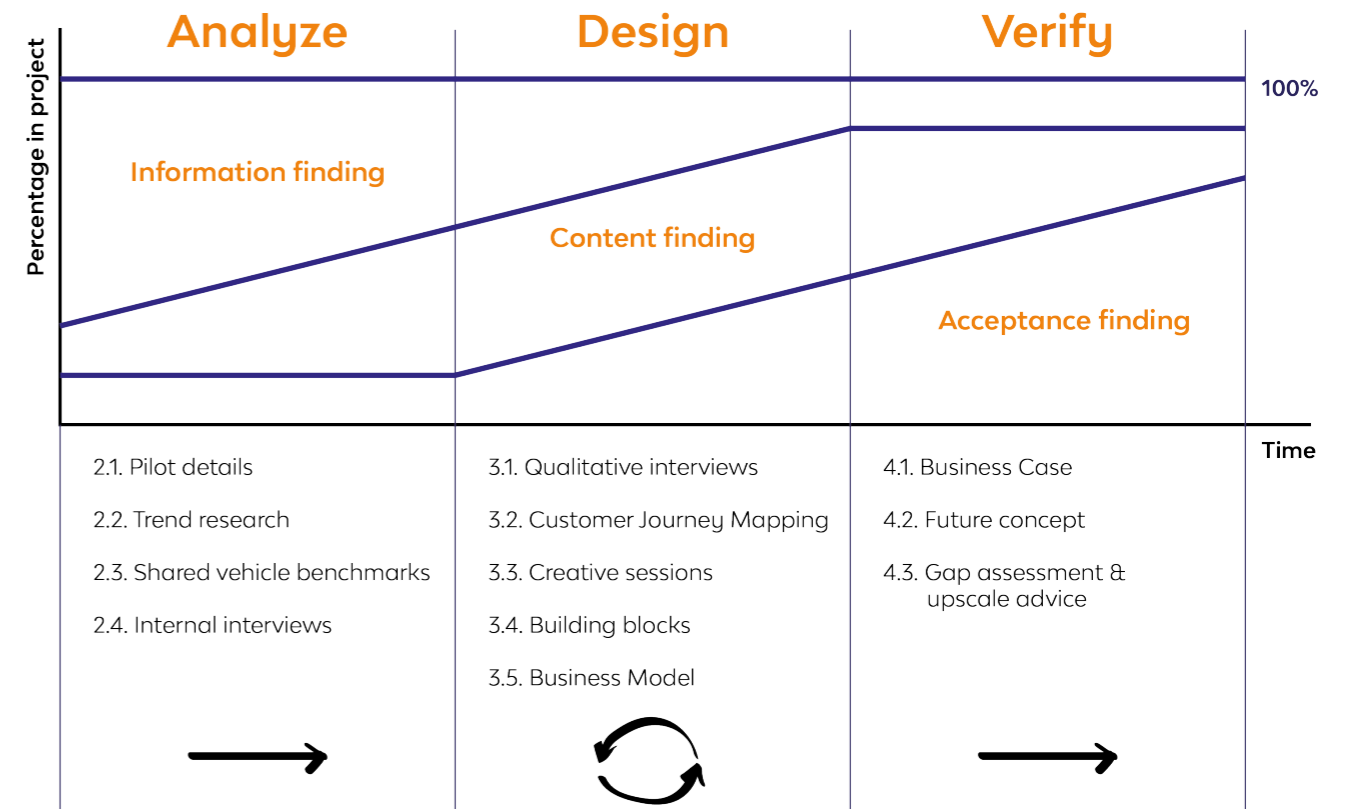 Analyze
Design
Verify
Percentage in project
100%
Information finding
Content finding
Acceptance finding
Time
2.1. Pilot details
2.2. Trend research
2.3. Shared vehicle benchmarks
2.4. Internal interviews
3.1. Qualitative interviews
3.2. Customer Journey Mapping
3.3. Creative sessions
3.4. Building blocks
3.5. Business Model
4.1. Business Case
4.2. Future concept
4.3. Gap assessment &
upscale advice